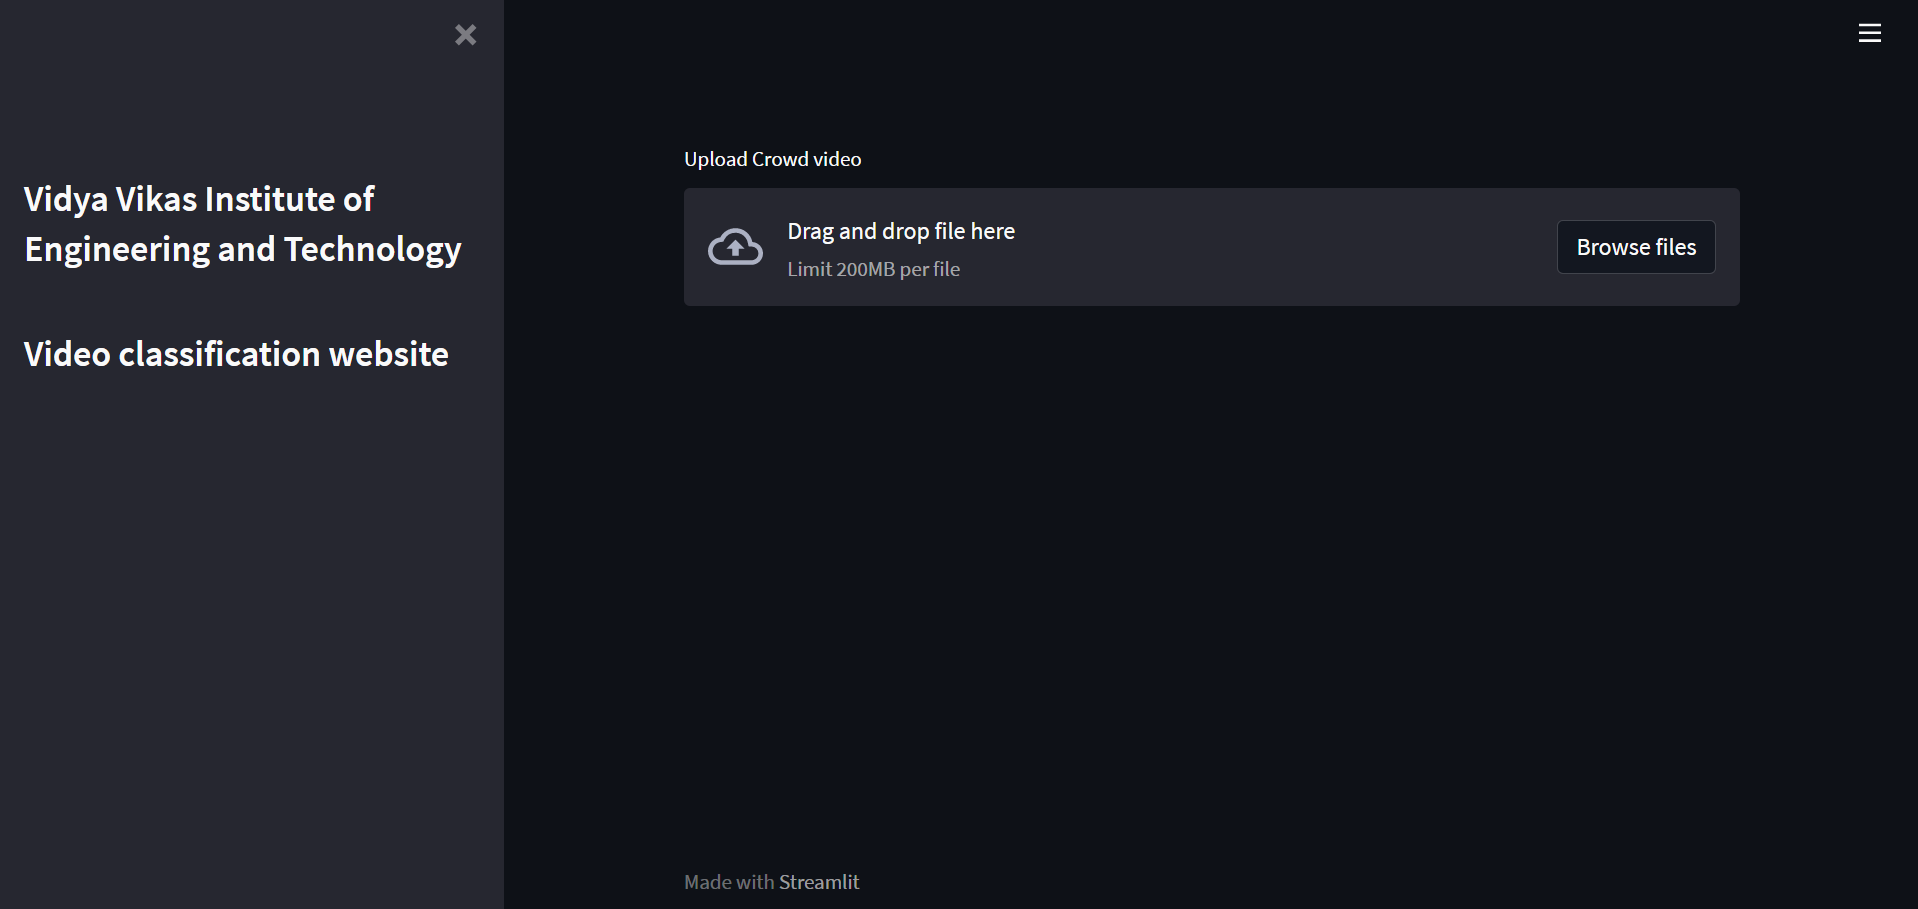 Vidya Vikas Institute of
Engineering and Technology
Video classification website
Upload Crowd video
Drag and drop file here
Limit 200MB per file
Browse files
Made with Streamlit